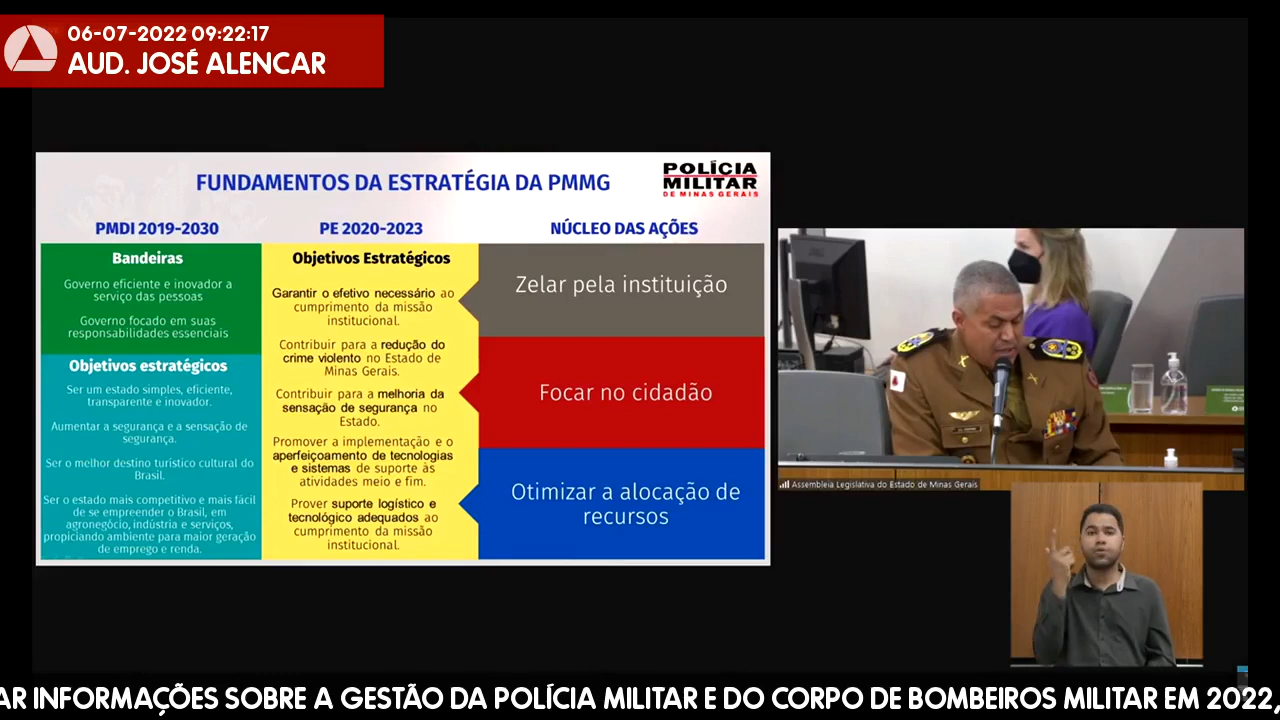 06-07-2022 09:22:17
AUD. JOSÉ ALENCAR
FUNDAMENTOS DA ESTRATÉGIA DA PMMG
POLÍCIA
MILITAR
DE MINAS GERAIS
PMDI 2019-2030
Bandeiras
Governo eficiente e inovador a
serviço das pessoas
Governo focado em suas
responsabilidades essenciais
Objetivos estratégicos
Ser um estado simples, eficiente,
transparente e inovador.
Aumentar a segurança e a sensação de
segurança.
Ser o melhor destino turístico cultural do
Brasil.
Ser o estado mais competitivo e mais fácil
de se empreender o Brasil, em
agronegócio, indústria e serviços,
propiciando ambiente para maior geração
de emprego e renda.
PE 2020-2023
Objetivos Estratégicos
Garantir o efetivo necessário ao
cumprimento da missão
institucional.
Contribuir para a redução do
crime violento no Estado de
Minas Gerais.
Contribuir para a melhoria da
sensação de segurança no
Estado.
Promover a implementação e o
aperfeiçoamento de tecnologias
e sistemas de suporte às
atividades meio e fim.
Prover suporte logístico e
tecnológico adequados ao
cumprimento da missão
institucional.
NÚCLEO DAS AÇÕES
Zelar pela instituição
Focar no cidadão
Otimizar a alocação de
recursos
Assembleia Legislativa do Estado de Minas Gerais
AR INFORMAÇÕES SOBRE A GESTÃO DA POLÍCIA MILITAR E DO CORPO DE BOMBEIROS MILITAR EM 2022,